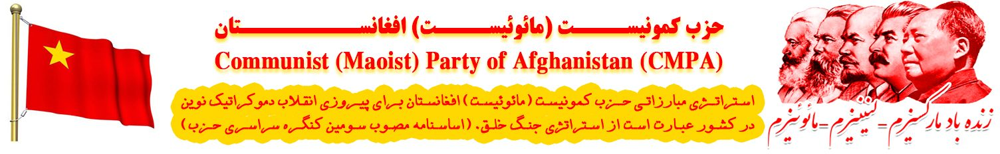 حزب کمونیست (مائوئیست) افغانستان
Communist (Maoist) Party of Afghanistan (CMPA)
استراتژی مبارزاتی حزب کمونیست (مائوئیست) افغانستان برای پیروزی انقلاب دموکراتیک نوین
در کشور عبارت است از استراتژی جنگ خلق. (اساسنامه مصوب سومین کنگره سراسری حزب)
زنده باد مارکسیزم - لنینیزم - مائوئیزم